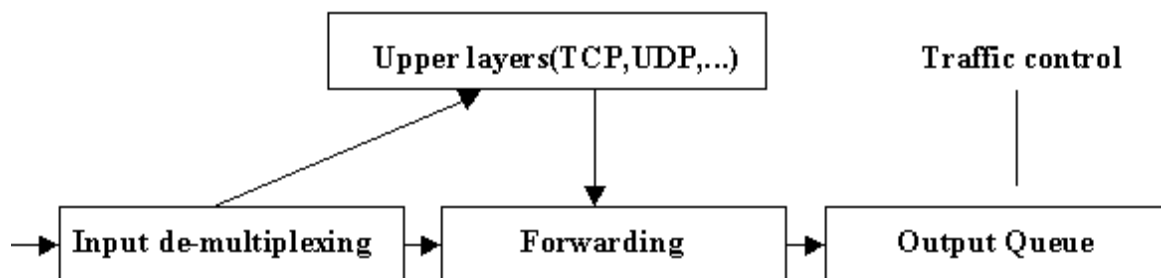 Upper layers(TCP,UDP,...)
Traffic control
Input de-multiplexing
Forwarding
Output Queue